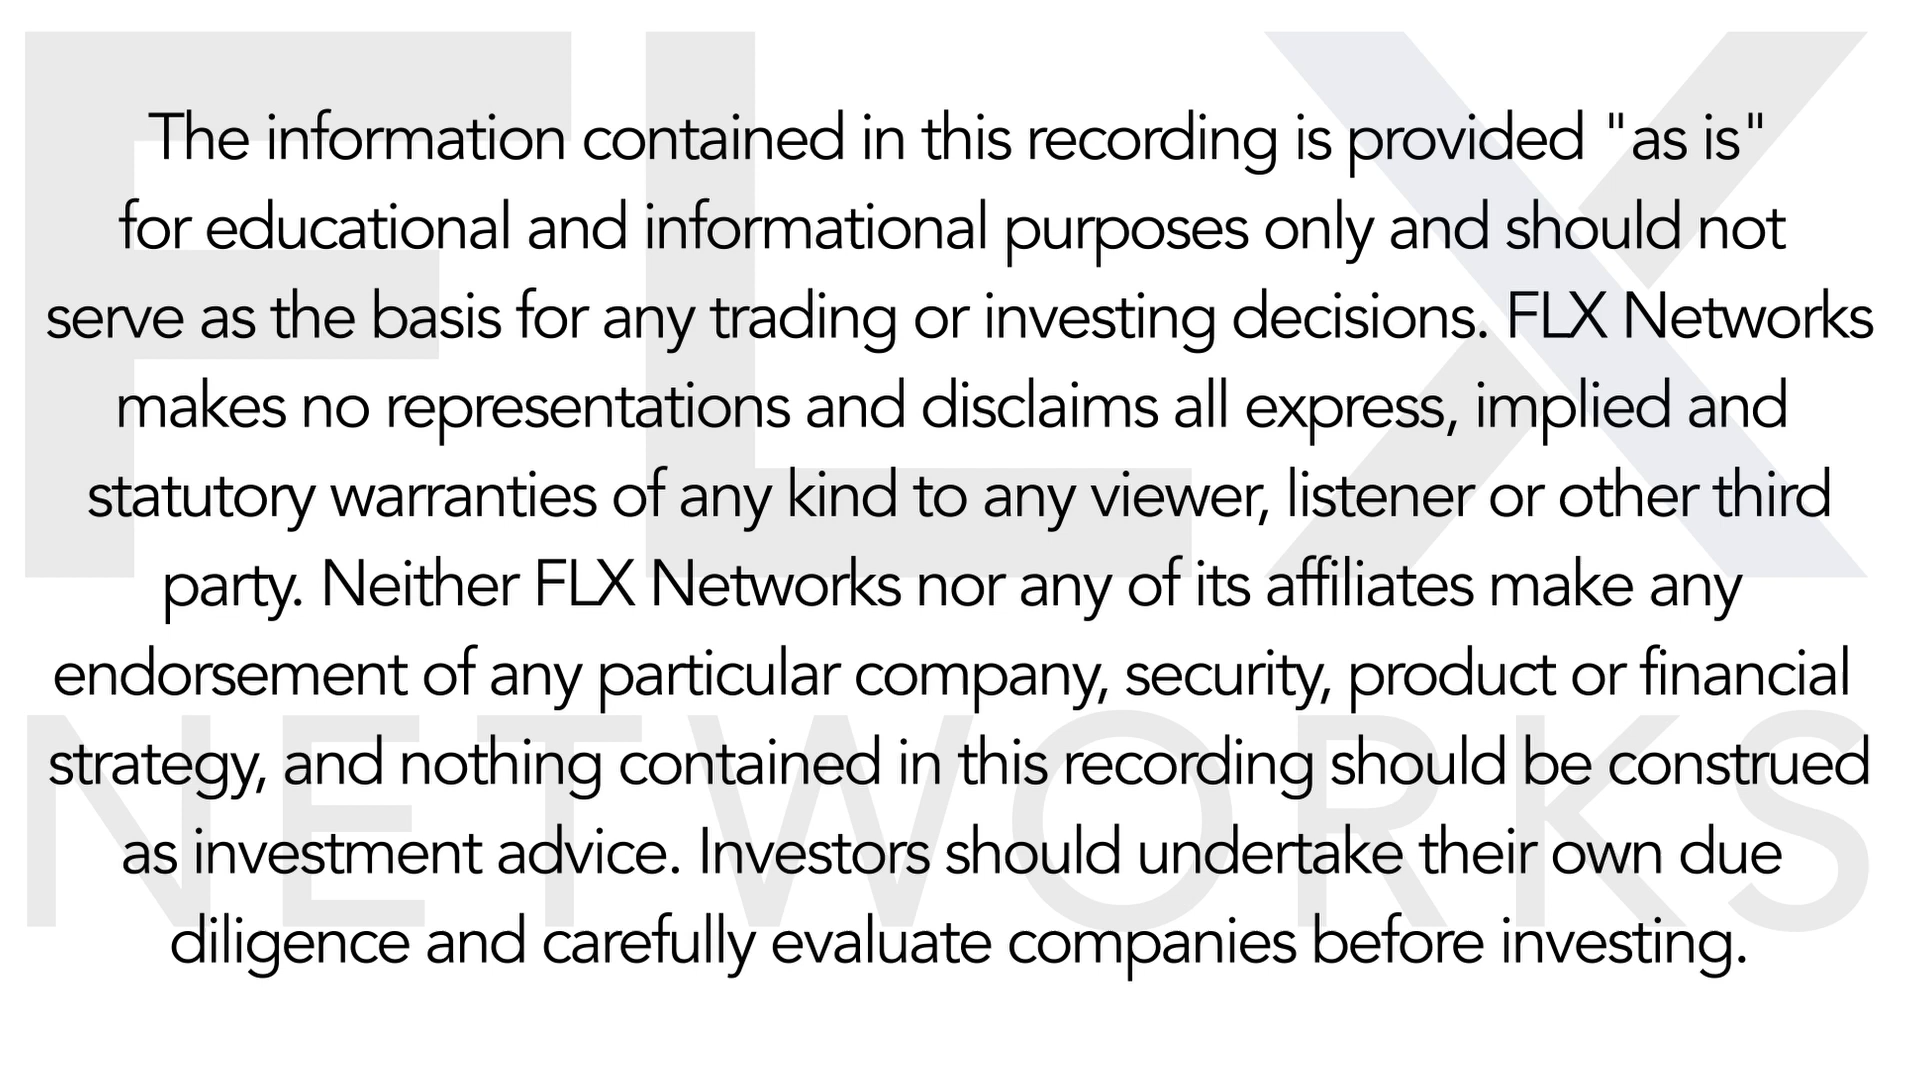 The information contained in this recording is provided "as is"
for educational and informational purposes only and should not
serve as the basis for any trading or investing decisions. FLX Networks
makes no representations and disclaims all express, implied and
statutory warranties of any kind to any viewer, listener or other third
party. Neither FLX Networks nor any of its affiliates make any
endorsement of any particular company, security, product or financial
strategy, and nothing contained in this recording should be construed
as investment advice. Investors should undertake their own due
diligence and carefully evaluate companies before investing.
FLX
NETWORKS